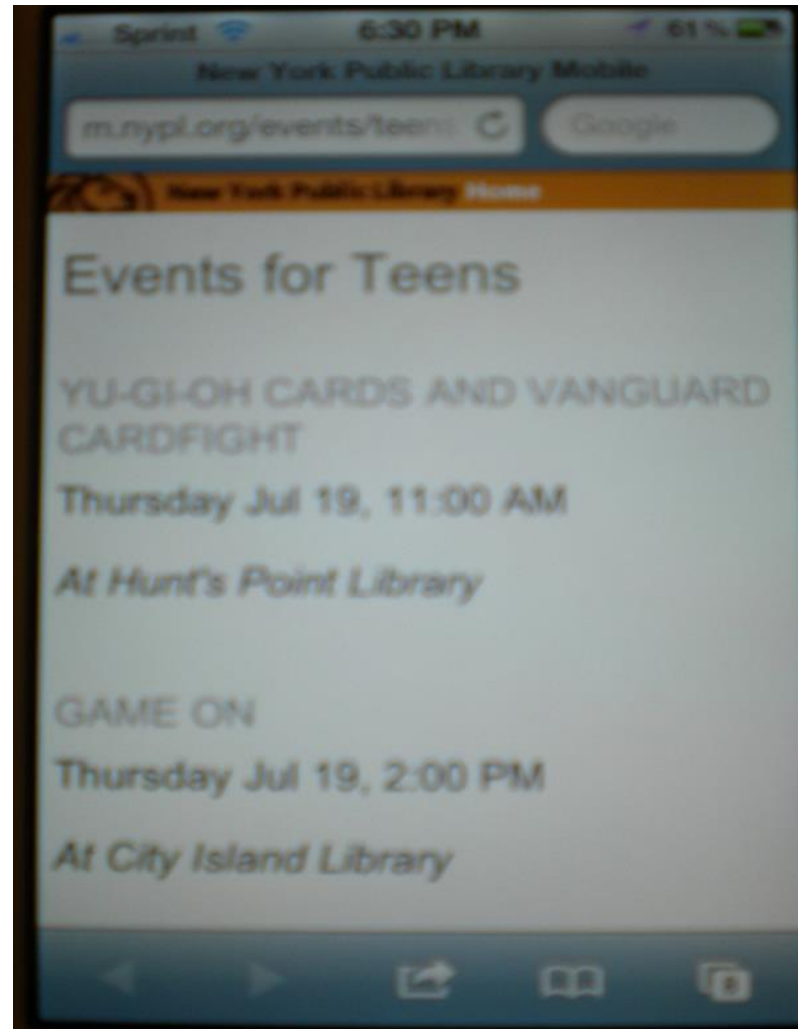 Sprint 6:30 PM 61%
New York Public Library Mobile
m.nypl.org/events/teens Google
New York Public Library Home
Events for Teens
YU-GI-OH CARDS AND VANGUARD
CARDFIGHT
Thursday Jul 19, 11:00 AM
At Hunt's Point Library
GAME ON
Thursday Jul 19, 2:00 PM
At City Island Library